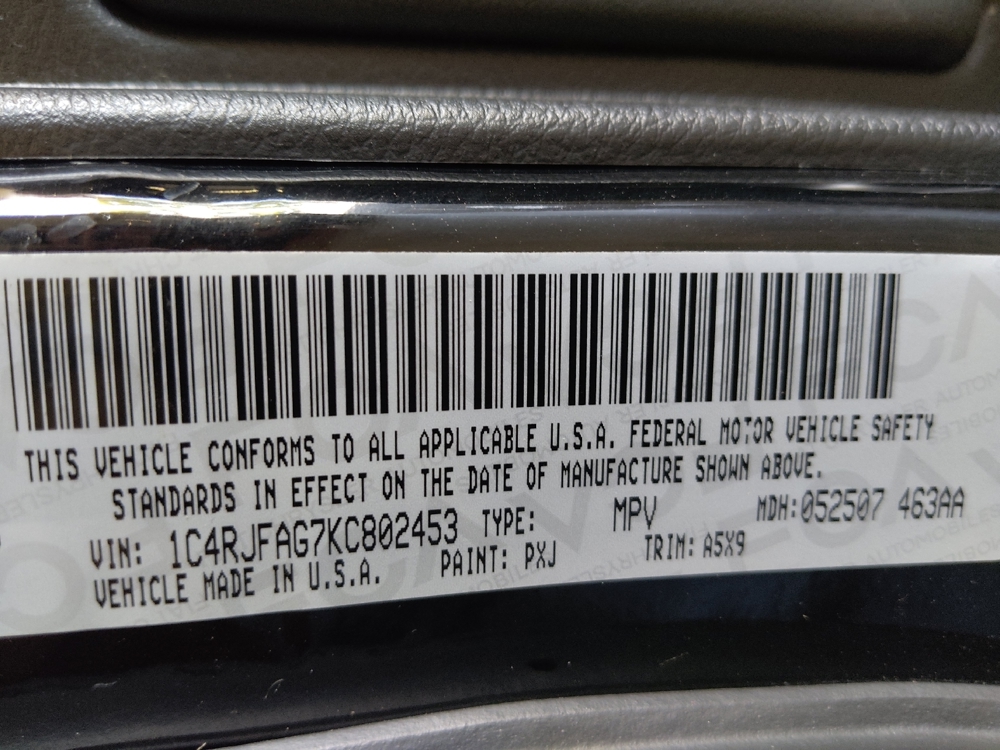 THIS VEHICLE CONFORMS TO ALL APPLICABLE U.S.A. FEDERAL MOTOR VEHICLE SAFETY
STANDARDS IN EFFECT ON THE DATE OF MANUFACTURE SHOWN ABOVE.
VIN: 1C4RJFAG7KC802453 TYPE: MPV MDH:052507 463AA
VEHICLE MADE IN U.S.A. PAINT: PXJ TRIM: A5X9